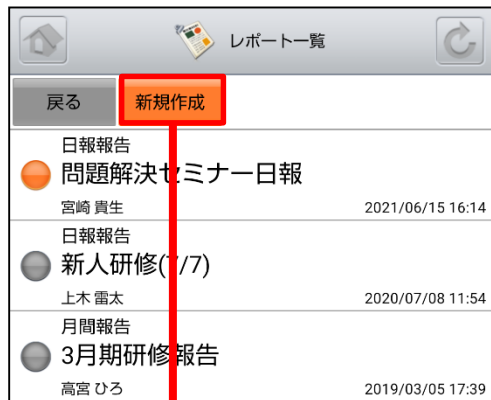 レポート一覧
戻る 新規作成
日報報告
問題解決セミナー日報
宮崎 貴生 2021/06/15 16:14
日報報告
新人研修(7/7)
上木 雷太 2020/07/08 11:54
月間報告
3月期研修報告
高宮 ひろ 2019/03/05 17:39